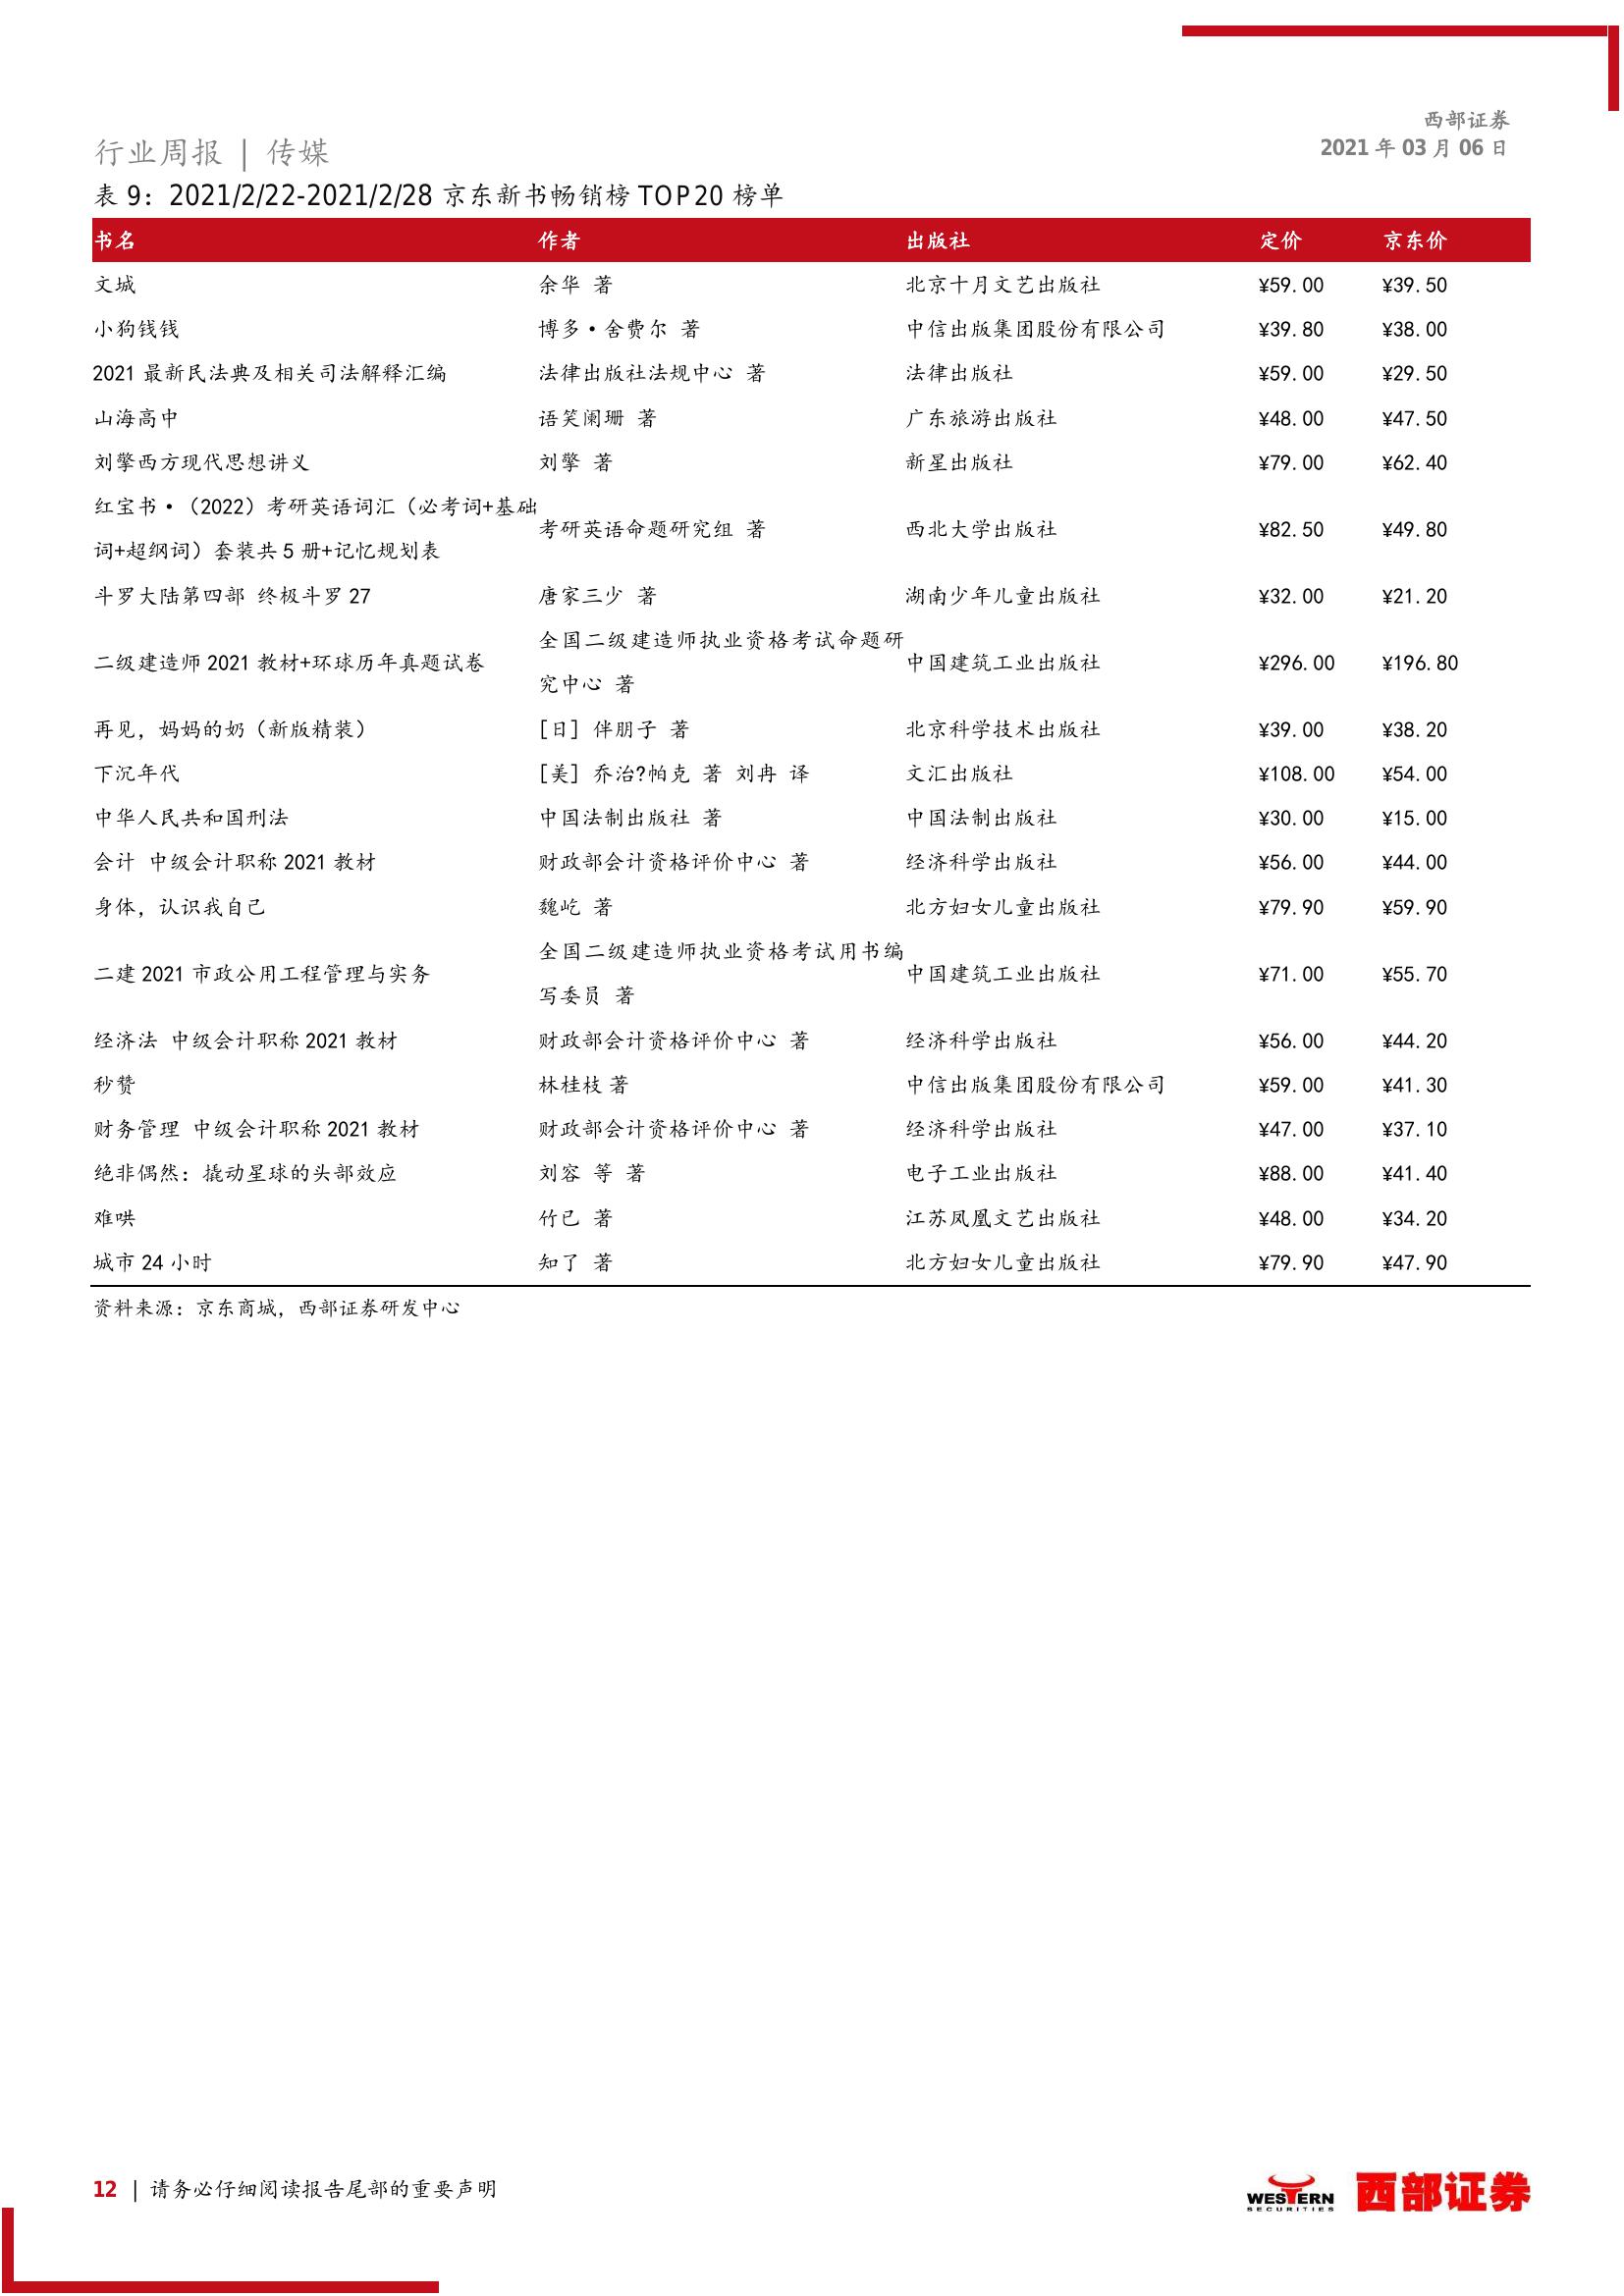 西部证券
行业周报 | 传媒
2021 年 03 月 06 日
表 9：2021/2/22-2021/2/28 京东新书畅销榜 TOP20 榜单
书名 作者 出版社 定价 京东价
文城 余华 著 北京十月文艺出版社 ¥59.00 ¥39.50
小狗钱钱 博多·舍费尔 著 中信出版集团股份有限公司 ¥39.80 ¥38.00
2021 最新民法典及相关司法解释汇编 法律出版社法规中心 著 法律出版社 ¥59.00 ¥29.50
山海高中 语笑阑珊 著 广东旅游出版社 ¥48.00 ¥47.50
刘擎西方现代思想讲义 刘擎 著 新星出版社 ¥79.00 ¥62.40
红宝书·（2022）考研英语词汇（必考词+基础
词+超纲词）套装共 5 册+记忆规划表 考研英语命题研究组 著 西北大学出版社 ¥82.50 ¥49.80
斗罗大陆第四部 终极斗罗 27 唐家三少 著 湖南少年儿童出版社 ¥32.00 ¥21.20
二级建造师 2021 教材+环球历年真题试卷 全国二级建造师执业资格考试命题研
究中心 著 中国建筑工业出版社 ¥296.00 ¥196.80
再见，妈妈的奶（新版精装） [日] 伴朋子 著 北京科学技术出版社 ¥39.00 ¥38.20
下沉年代 [美] 乔治?帕克 著 刘冉 译 文汇出版社 ¥108.00 ¥54.00
中华人民共和国刑法 中国法制出版社 著 中国法制出版社 ¥30.00 ¥15.00
会计 中级会计职称 2021 教材 财政部会计资格评价中心 著 经济科学出版社 ¥56.00 ¥44.00
身体，认识我自己 魏屹 著 北方妇女儿童出版社 ¥79.90 ¥59.90
二建 2021 市政公用工程管理与实务 全国二级建造师执业资格考试用书编
写委员 著 中国建筑工业出版社 ¥71.00 ¥55.70
经济法 中级会计职称 2021 教材 财政部会计资格评价中心 著 经济科学出版社 ¥56.00 ¥44.20
秒赞 林桂枝 著 中信出版集团股份有限公司 ¥59.00 ¥41.30
财务管理 中级会计职称 2021 教材 财政部会计资格评价中心 著 经济科学出版社 ¥47.00 ¥37.10
绝非偶然：撬动星球的头部效应 刘容 等 著 电子工业出版社 ¥88.00 ¥41.40
难哄 竹已 著 江苏凤凰文艺出版社 ¥48.00 ¥34.20
城市 24 小时 知了 著 北方妇女儿童出版社 ¥79.90 ¥47.90
资料来源：京东商城，西部证券研发中心
12 | 请务必仔细阅读报告尾部的重要声明
WESTERN
SECURITIES
西部证券